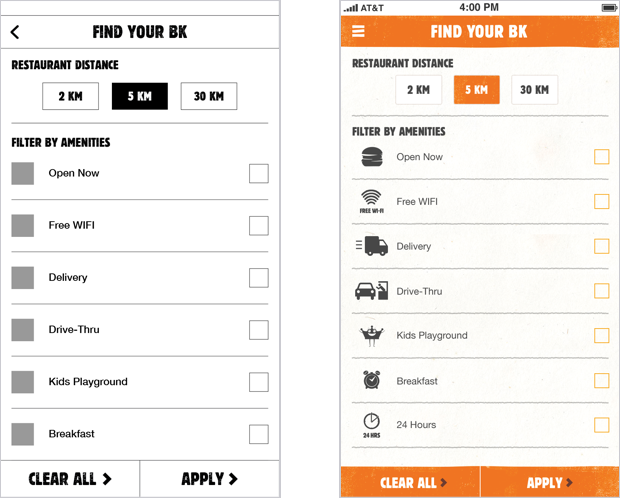 FIND YOUR BK
RESTAURANT DISTANCE
2 KM 5 KM 30 KM
FILTER BY AMENITIES
Open Now
Free WIFI
Delivery
Drive-Thru
Kids Playground
Breakfast
CLEAR ALL APPLY
AT&T 4:00 PM
FIND YOUR BK
RESTAURANT DISTANCE
2 KM 5 KM 30 KM
FILTER BY AMENITIES
Open Now
FREE WI-FI Free WIFI
Delivery
Drive-Thru
Kids Playground
Breakfast
24 HRS 24 Hours
CLEAR ALL APPLY